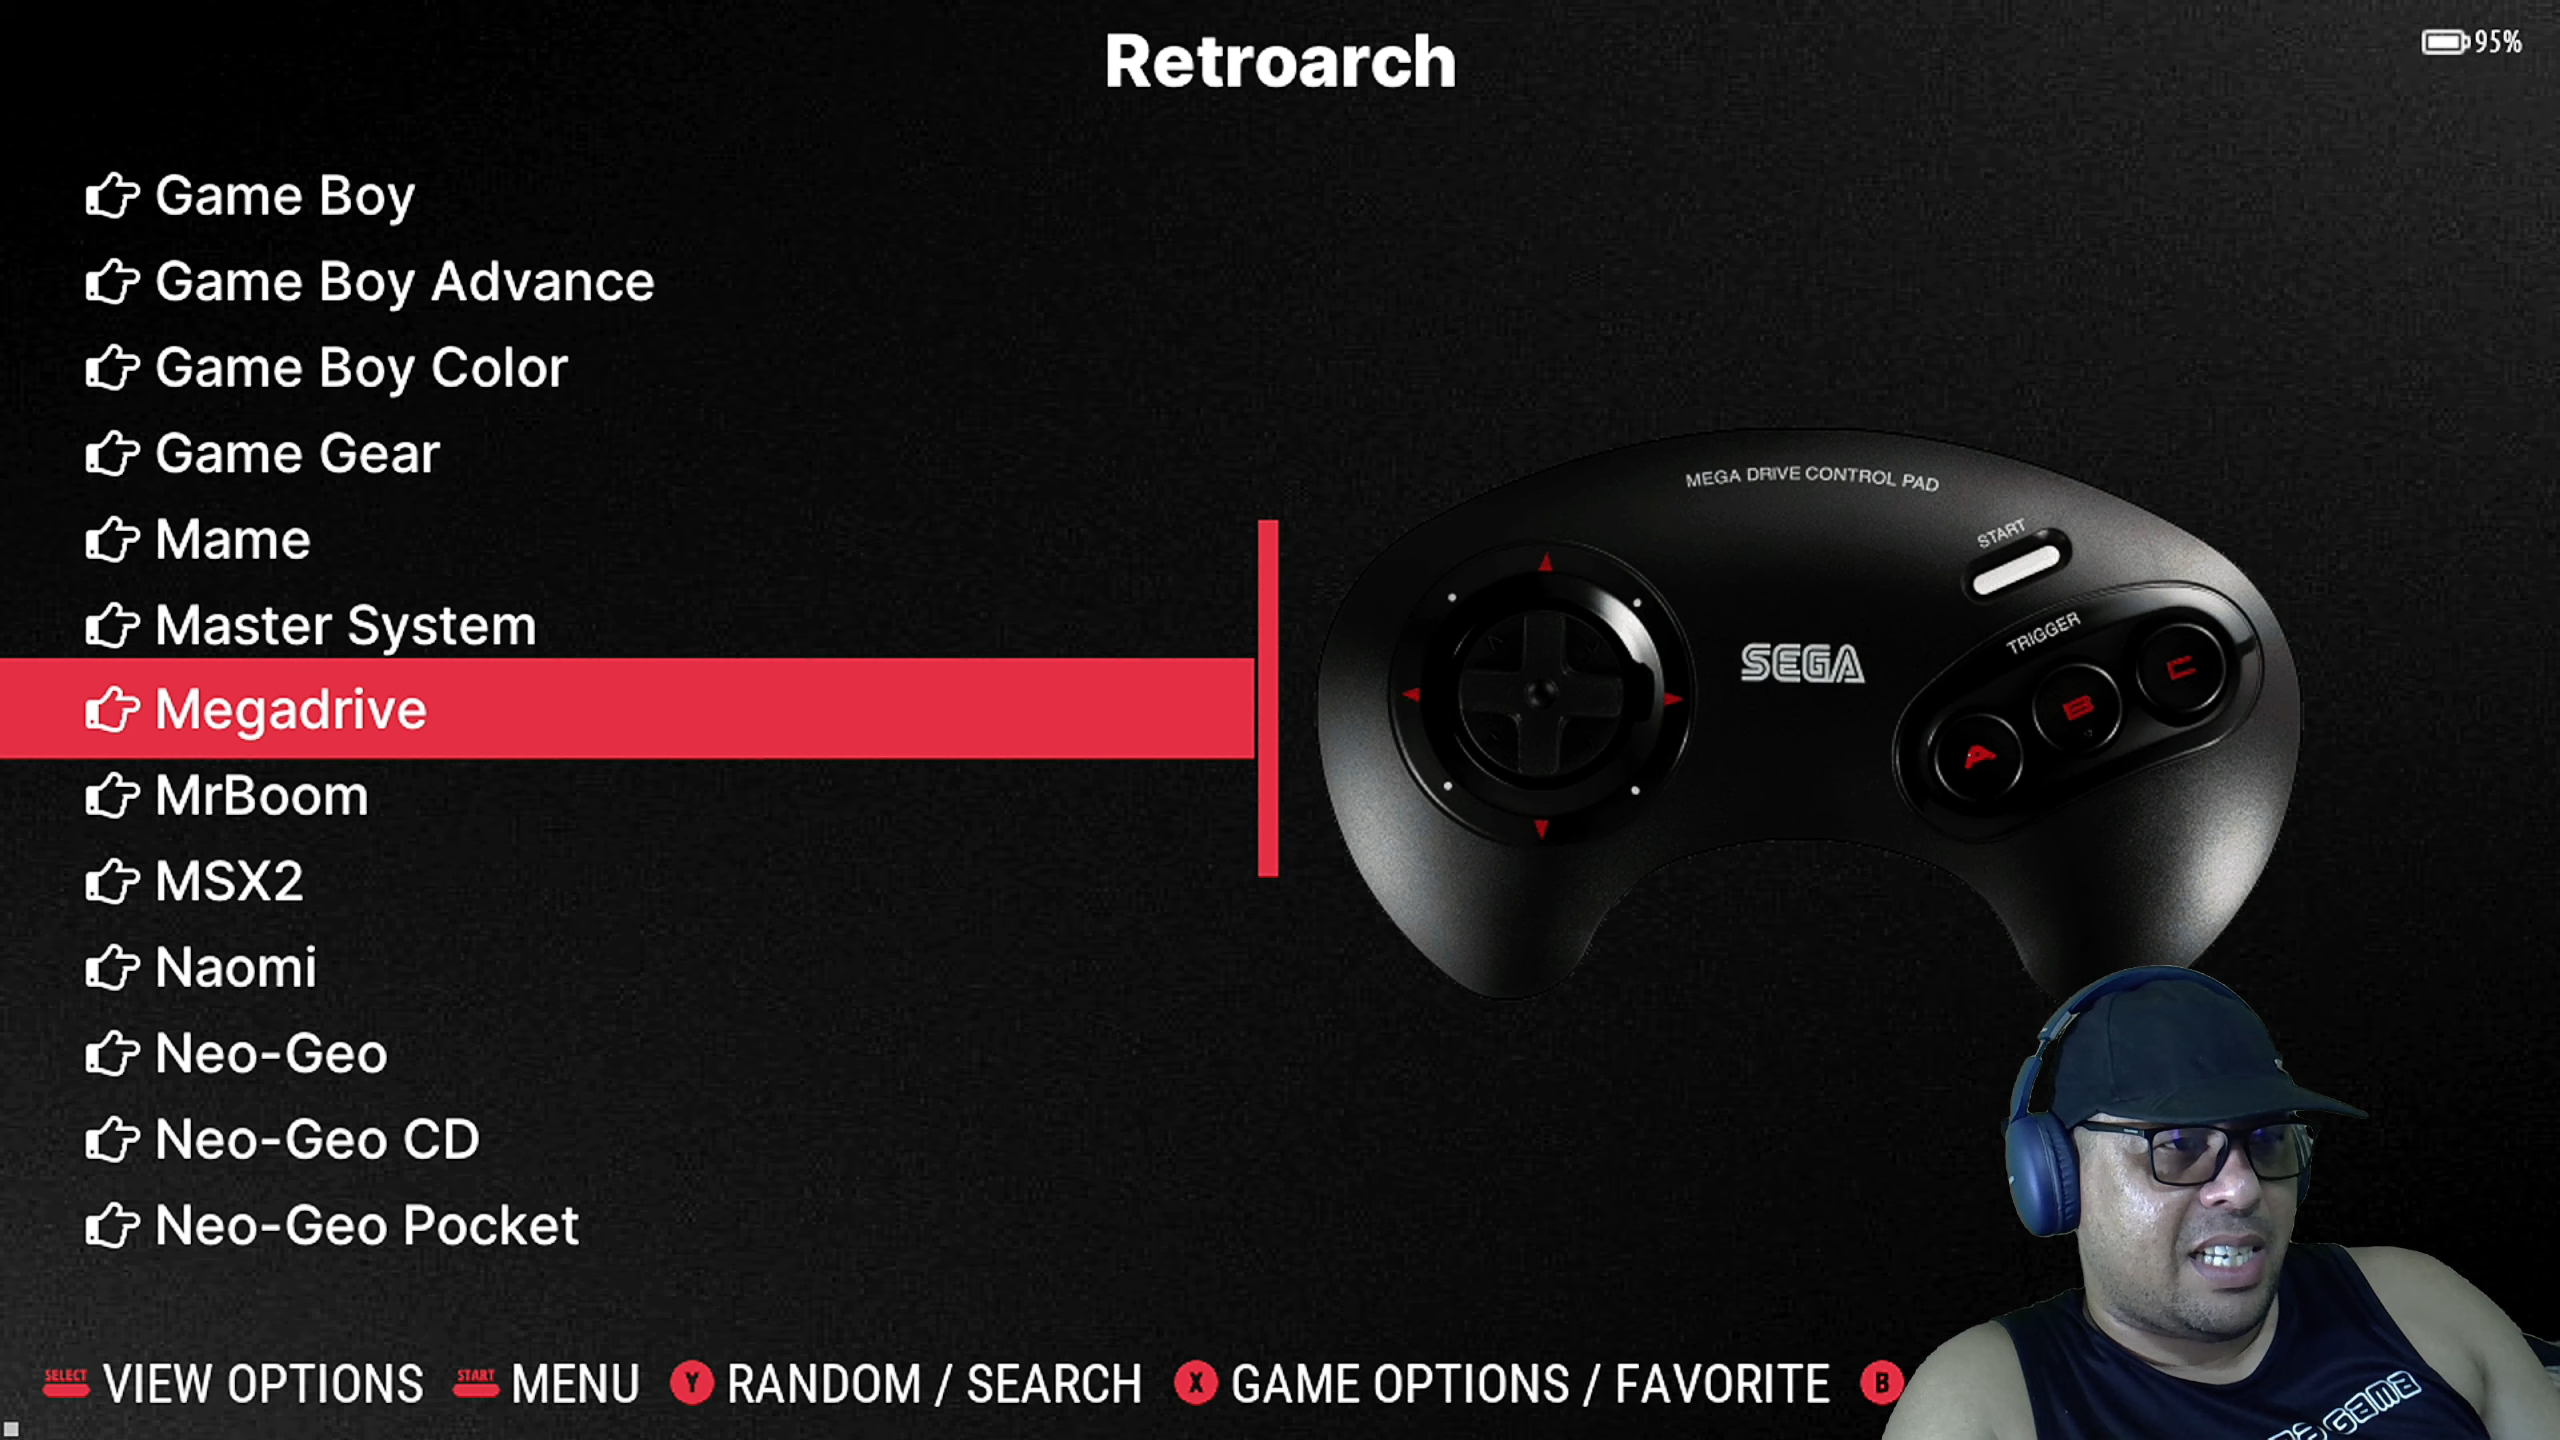 Retroarch
95%
Game Boy
Game Boy Advance
Game Boy Color
Game Gear
Mame
Master System
Megadrive
MrBoom
MSX2
Naomi
Neo-Geo
Neo-Geo CD
Neo-Geo Pocket
MEGA DRIVE CONTROL PAD
START
SEGA
TRIGGER
A
B
C
SELECT VIEW OPTIONS START MENU Y RANDOM / SEARCH X GAME OPTIONS / FAVORITE B
GAMA